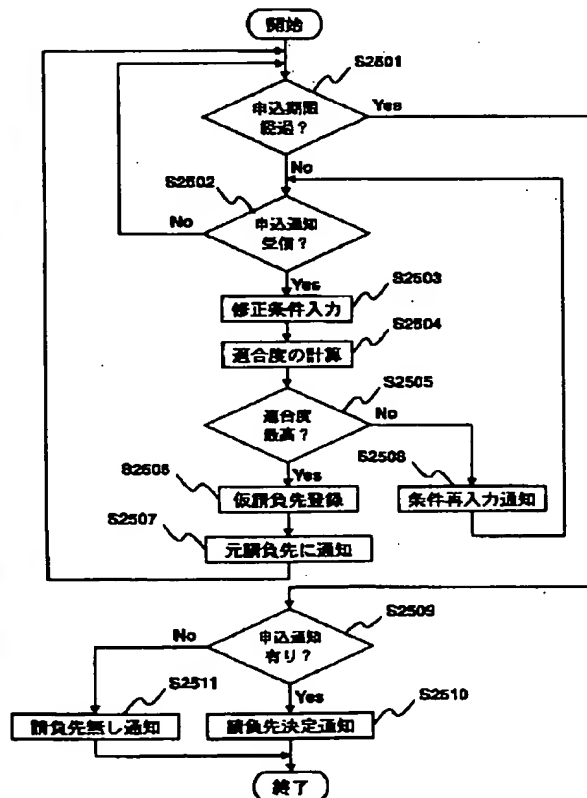 開始
S2501
申込期限
経過?
Yes
No
S2502
申込通知
受信?
No
Yes
S2503
修正条件入力
S2504
適合度の計算
S2505
適合度
最高?
No
S2508
Yes
S2506
仮請負先登録
条件再入力通知
S2507
元請負先に通知
S2509
申込通知
有り?
No
S2511
Yes
S2510
請負先無し通知
請負先決定通知
終了